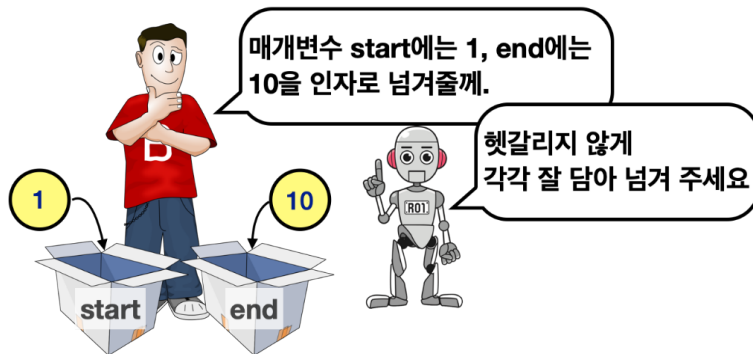 매개변수 start에는 1, end에는
10을 인자로 넘겨줄께.
헷갈리지 않게
각각 잘 담아 넘겨 주세요
B
1
10
R01
start
end